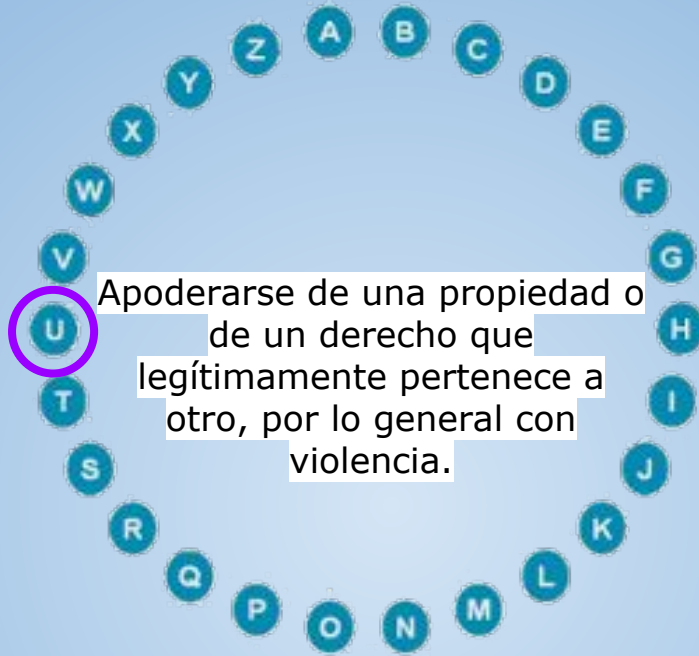 A
B
C
D
E
F
G
H
I
J
K
L
M
N
O
P
Q
R
S
T
U
V
W
X
Y
Z
Apoderarse de una propiedad o
de un derecho que
legítimamente pertenece a
otro, por lo general con
violencia.